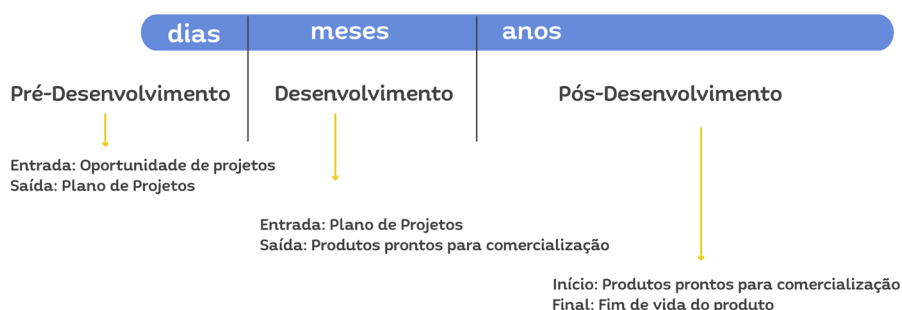 dias meses anos
Pré-Desenvolvimento Desenvolvimento Pós-Desenvolvimento
Entrada: Oportunidade de projetos
Saída: Plano de Projetos
Entrada: Plano de Projetos
Saída: Produtos prontos para comercialização
Início: Produtos prontos para comercialização
Final: Fim de vida do produto